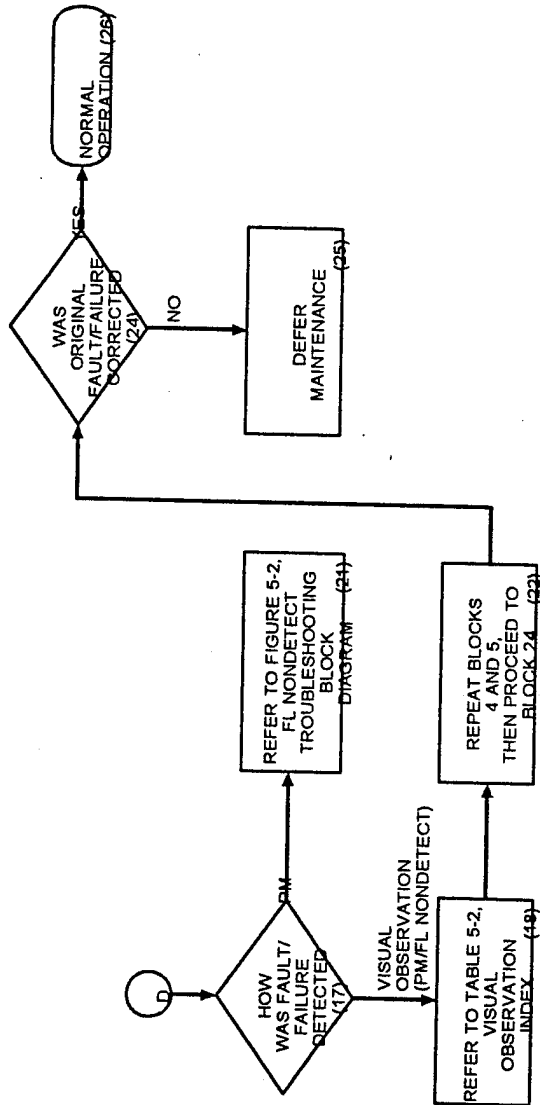 D
HOW
WAS FAULT/
FAILURE
DETECTED
(17)
PM
REFER TO FIGURE 5-2,
FL NONDETECT
TROUBLESHOOTING
BLOCK
DIAGRAM (21)
VISUAL
OBSERVATION
(PM/FL NONDETECT)
REFER TO TABLE 5-2,
VISUAL
OBSERVATION
INDEX (18)
REPEAT BLOCKS
4 AND 5,
THEN PROCEED TO
BLOCK 24 (22)
WAS
ORIGINAL
FAULT/FAILURE
CORRECTED
(24)
YES
NORMAL
OPERATION (26)
NO
DEFER
MAINTENANCE
(25)